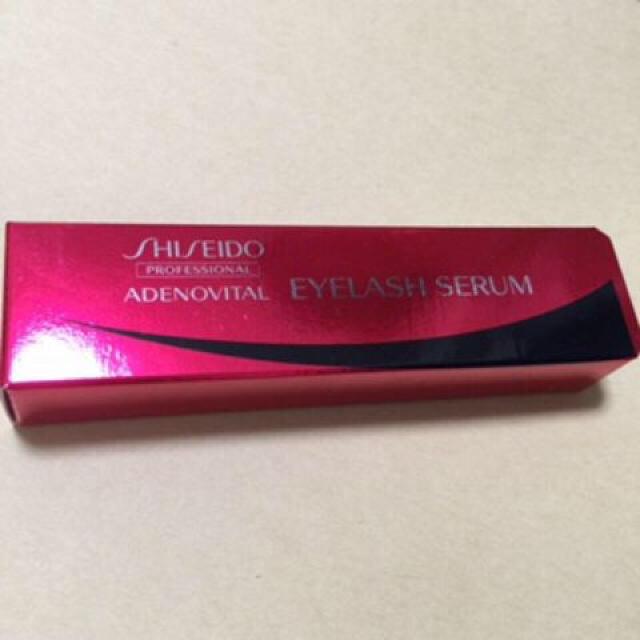 SHISEIDO
PROFESSIONAL
ADENOVITAL EYELASH SERUM